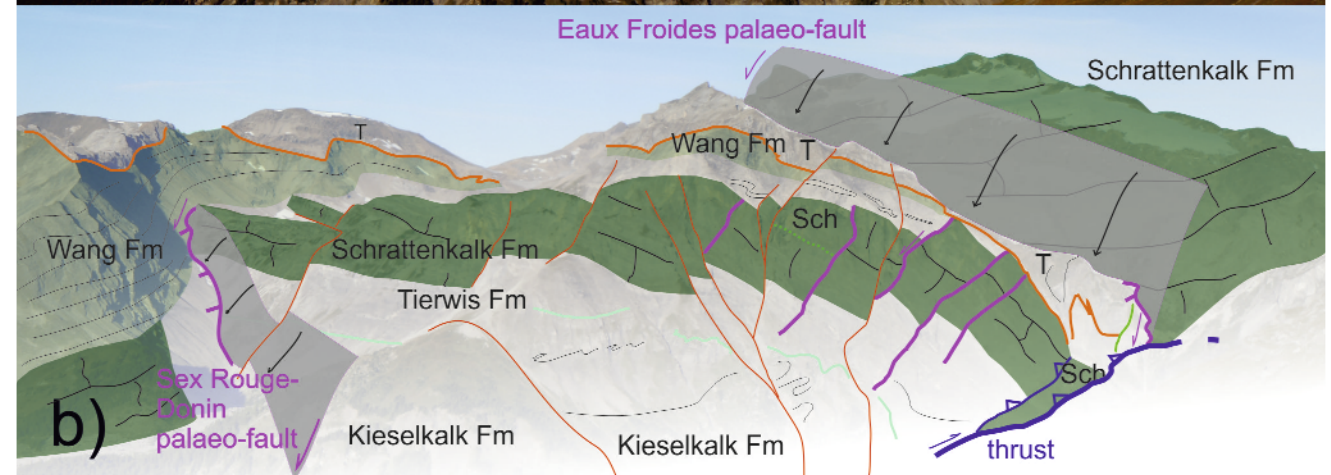 Eaux Froides palaeo-fault
Schrattenkalk Fm
T
Wang Fm T
Wang Fm
Sch
Schrattenkalk Fm
T
Tierwis Fm
Sch
Sex Rouge-
Donin
palaeo-fault
b)
Kieselkalk Fm
Kieselkalk Fm
thrust